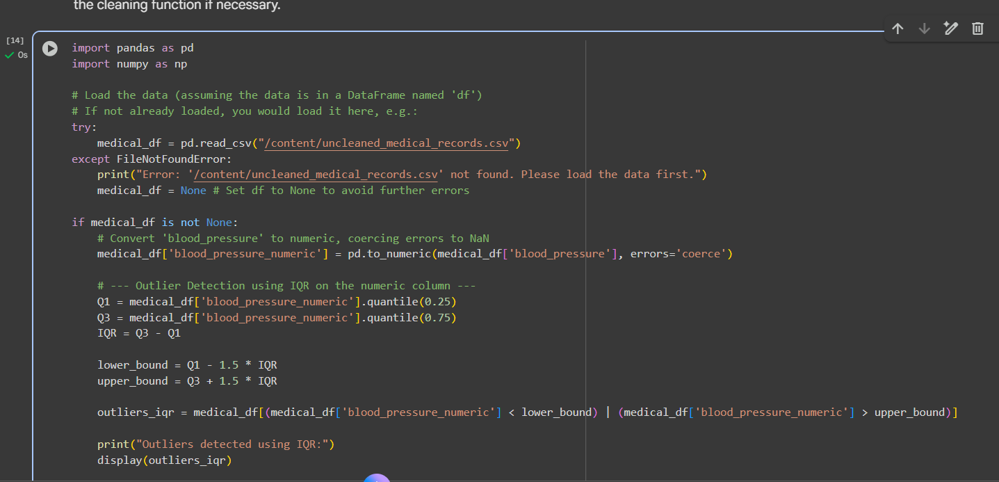 the cleaning function if necessary.
[14]
0s
import pandas as pd
import numpy as np
# Load the data (assuming the data is in a DataFrame named 'df')
# If not already loaded, you would load it here, e.g.:
try:
    medical_df = pd.read_csv("/content/uncleaned_medical_records.csv")
except FileNotFoundError:
    print("Error: '/content/uncleaned_medical_records.csv' not found. Please load the data first.")
    medical_df = None # Set df to None to avoid further errors
if medical_df is not None:
    # Convert 'blood_pressure' to numeric, coercing errors to NaN
    medical_df['blood_pressure_numeric'] = pd.to_numeric(medical_df['blood_pressure'], errors='coerce')
    # --- Outlier Detection using IQR on the numeric column ---
    Q1 = medical_df['blood_pressure_numeric'].quantile(0.25)
    Q3 = medical_df['blood_pressure_numeric'].quantile(0.75)
    IQR = Q3 - Q1
    lower_bound = Q1 - 1.5 * IQR
    upper_bound = Q3 + 1.5 * IQR
    outliers_iqr = medical_df[(medical_df['blood_pressure_numeric'] < lower_bound) | (medical_df['blood_pressure_numeric'] > upper_bound)]
    print("Outliers detected using IQR:")
    display(outliers_iqr)